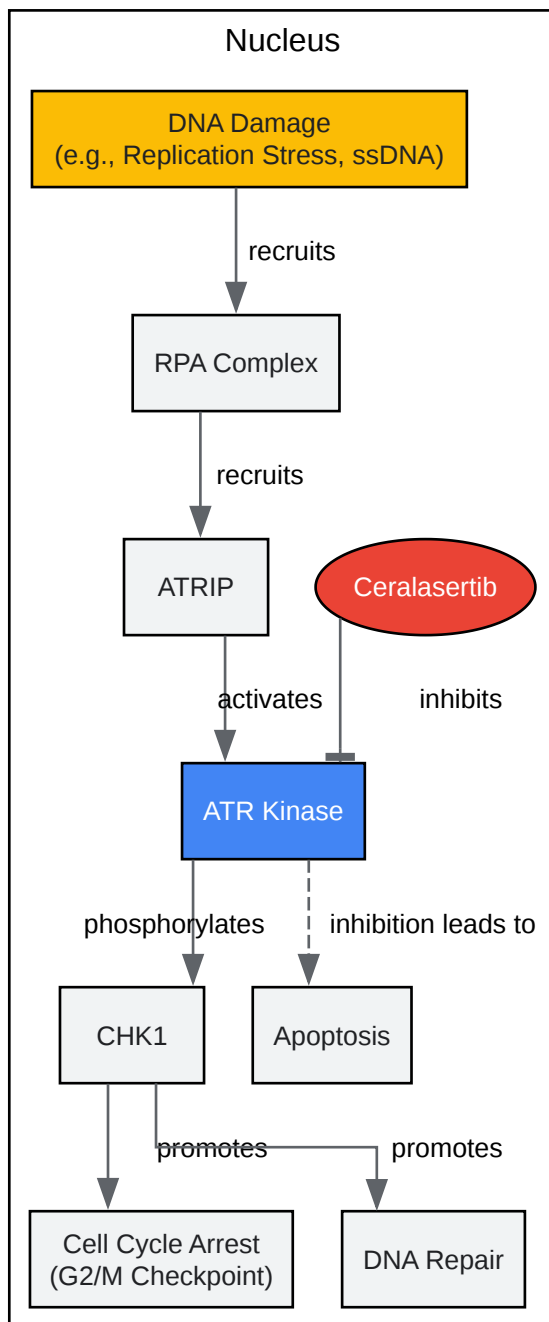 Nucleus
DNA Damage
(e.g., Replication Stress, ssDNA)
recruits
RPA Complex
recruits
ATRIP
Ceralasertib
activates
inhibits
ATR Kinase
phosphorylates
inhibition leads to
CHK1
Apoptosis
promotes
promotes
Cell Cycle Arrest
(G2/M Checkpoint)
DNA Repair